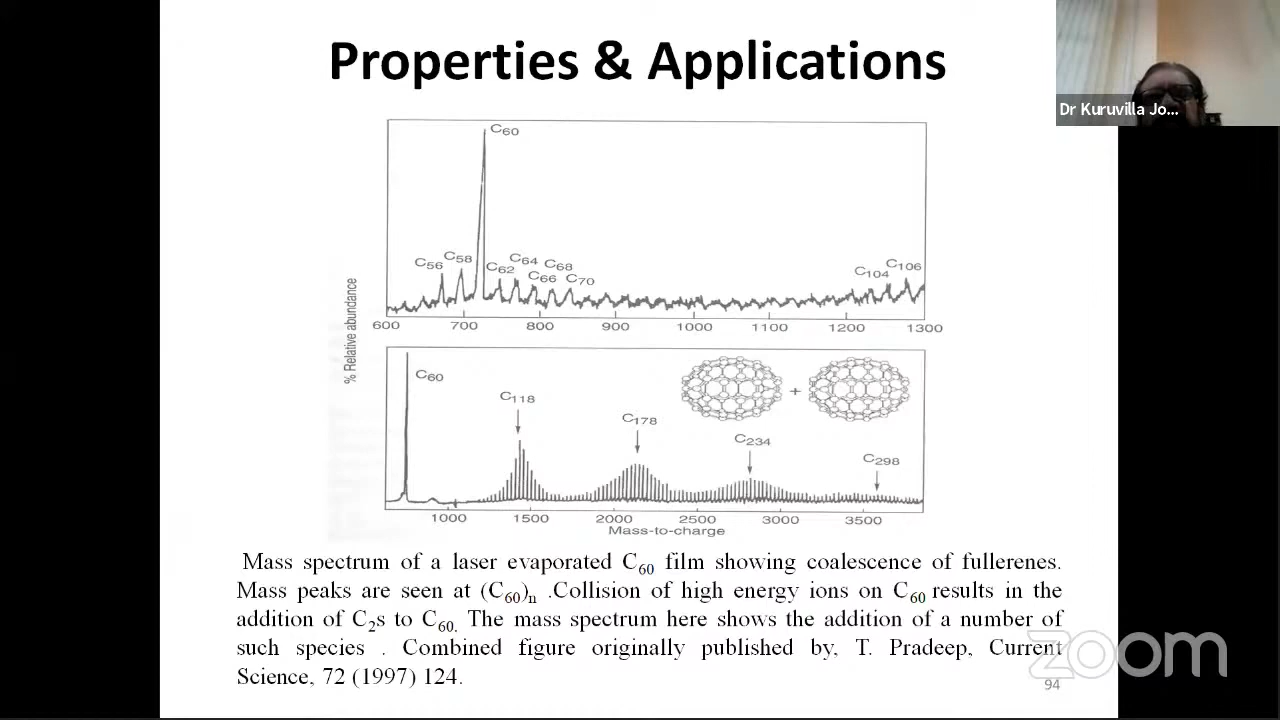 Properties & Applications
Dr Kuruvilla Jo...
C60
C56 C58 C62 C64 C66 C68 C70 C104 C106
% Relative abundance
600 700 800 900 1000 1100 1200 1300
C60
C118
C178
+
C234
C298
1000 1500 2000 2500 3000 3500
Mass-to-charge
Mass spectrum of a laser evaporated C60 film showing coalescence of fullerenes.
Mass peaks are seen at (C60)n .Collision of high energy ions on C60 results in the
addition of C2s to C60. The mass spectrum here shows the addition of a number of
such species . Combined figure originally published by, T. Pradeep, Current
Science, 72 (1997) 124.
zoom
94